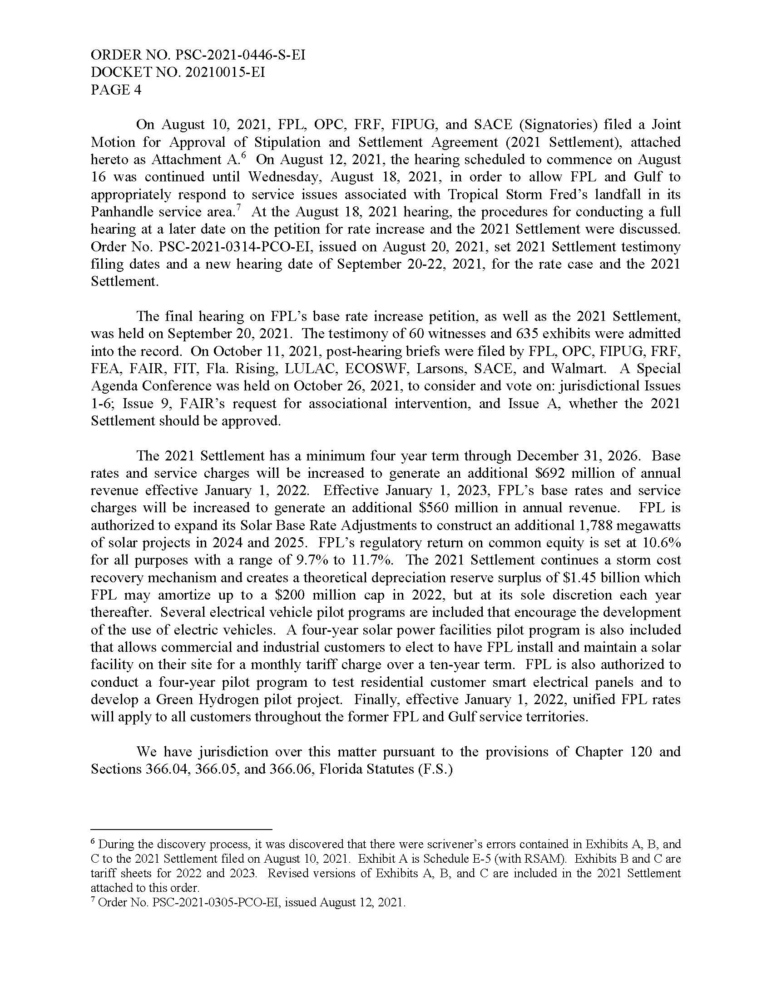 ORDER NO. PSC-2021-0446-S-EI
DOCKET NO. 20210015-EI
PAGE 4
On August 10, 2021, FPL, OPC, FRF, FIPUG, and SACE (Signatories) filed a Joint
Motion for Approval of Stipulation and Settlement Agreement (2021 Settlement), attached
hereto as Attachment A.⁶ On August 12, 2021, the hearing scheduled to commence on August
16 was continued until Wednesday, August 18, 2021, in order to allow FPL and Gulf to
appropriately respond to service issues associated with Tropical Storm Fred's landfall in its
Panhandle service area.⁷ At the August 18, 2021 hearing, the procedures for conducting a full
hearing at a later date on the petition for rate increase and the 2021 Settlement were discussed.
Order No. PSC-2021-0314-PCO-EI, issued on August 20, 2021, set 2021 Settlement testimony
filing dates and a new hearing date of September 20-22, 2021, for the rate case and the 2021
Settlement.
The final hearing on FPL's base rate increase petition, as well as the 2021 Settlement,
was held on September 20, 2021. The testimony of 60 witnesses and 635 exhibits were admitted
into the record. On October 11, 2021, post-hearing briefs were filed by FPL, OPC, FIPUG, FRF,
FEA, FAIR, FIT, Fla. Rising, LULAC, ECOSWF, Larsons, SACE, and Walmart. A Special
Agenda Conference was held on October 26, 2021, to consider and vote on: jurisdictional Issues
1-6; Issue 9, FAIR's request for associational intervention, and Issue A, whether the 2021
Settlement should be approved.
The 2021 Settlement has a minimum four year term through December 31, 2026. Base
rates and service charges will be increased to generate an additional $692 million of annual
revenue effective January 1, 2022. Effective January 1, 2023, FPL's base rates and service
charges will be increased to generate an additional $560 million in annual revenue. FPL is
authorized to expand its Solar Base Rate Adjustments to construct an additional 1,788 megawatts
of solar projects in 2024 and 2025. FPL's regulatory return on common equity is set at 10.6%
for all purposes with a range of 9.7% to 11.7%. The 2021 Settlement continues a storm cost
recovery mechanism and creates a theoretical depreciation reserve surplus of $1.45 billion which
FPL may amortize up to a $200 million cap in 2022, but at its sole discretion each year
thereafter. Several electrical vehicle pilot programs are included that encourage the development
of the use of electric vehicles. A four-year solar power facilities pilot program is also included
that allows commercial and industrial customers to elect to have FPL install and maintain a solar
facility on their site for a monthly tariff charge over a ten-year term. FPL is also authorized to
conduct a four-year pilot program to test residential customer smart electrical panels and to
develop a Green Hydrogen pilot project. Finally, effective January 1, 2022, unified FPL rates
will apply to all customers throughout the former FPL and Gulf service territories.
We have jurisdiction over this matter pursuant to the provisions of Chapter 120 and
Sections 366.04, 366.05, and 366.06, Florida Statutes (F.S.)
⁶ During the discovery process, it was discovered that there were scrivener's errors contained in Exhibits A, B, and
C to the 2021 Settlement filed on August 10, 2021. Exhibit A is Schedule E-5 (with RSAM). Exhibits B and C are
tariff sheets for 2022 and 2023. Revised versions of Exhibits A, B, and C are included in the 2021 Settlement
attached to this order.
⁷ Order No. PSC-2021-0305-PCO-EI, issued August 12, 2021.